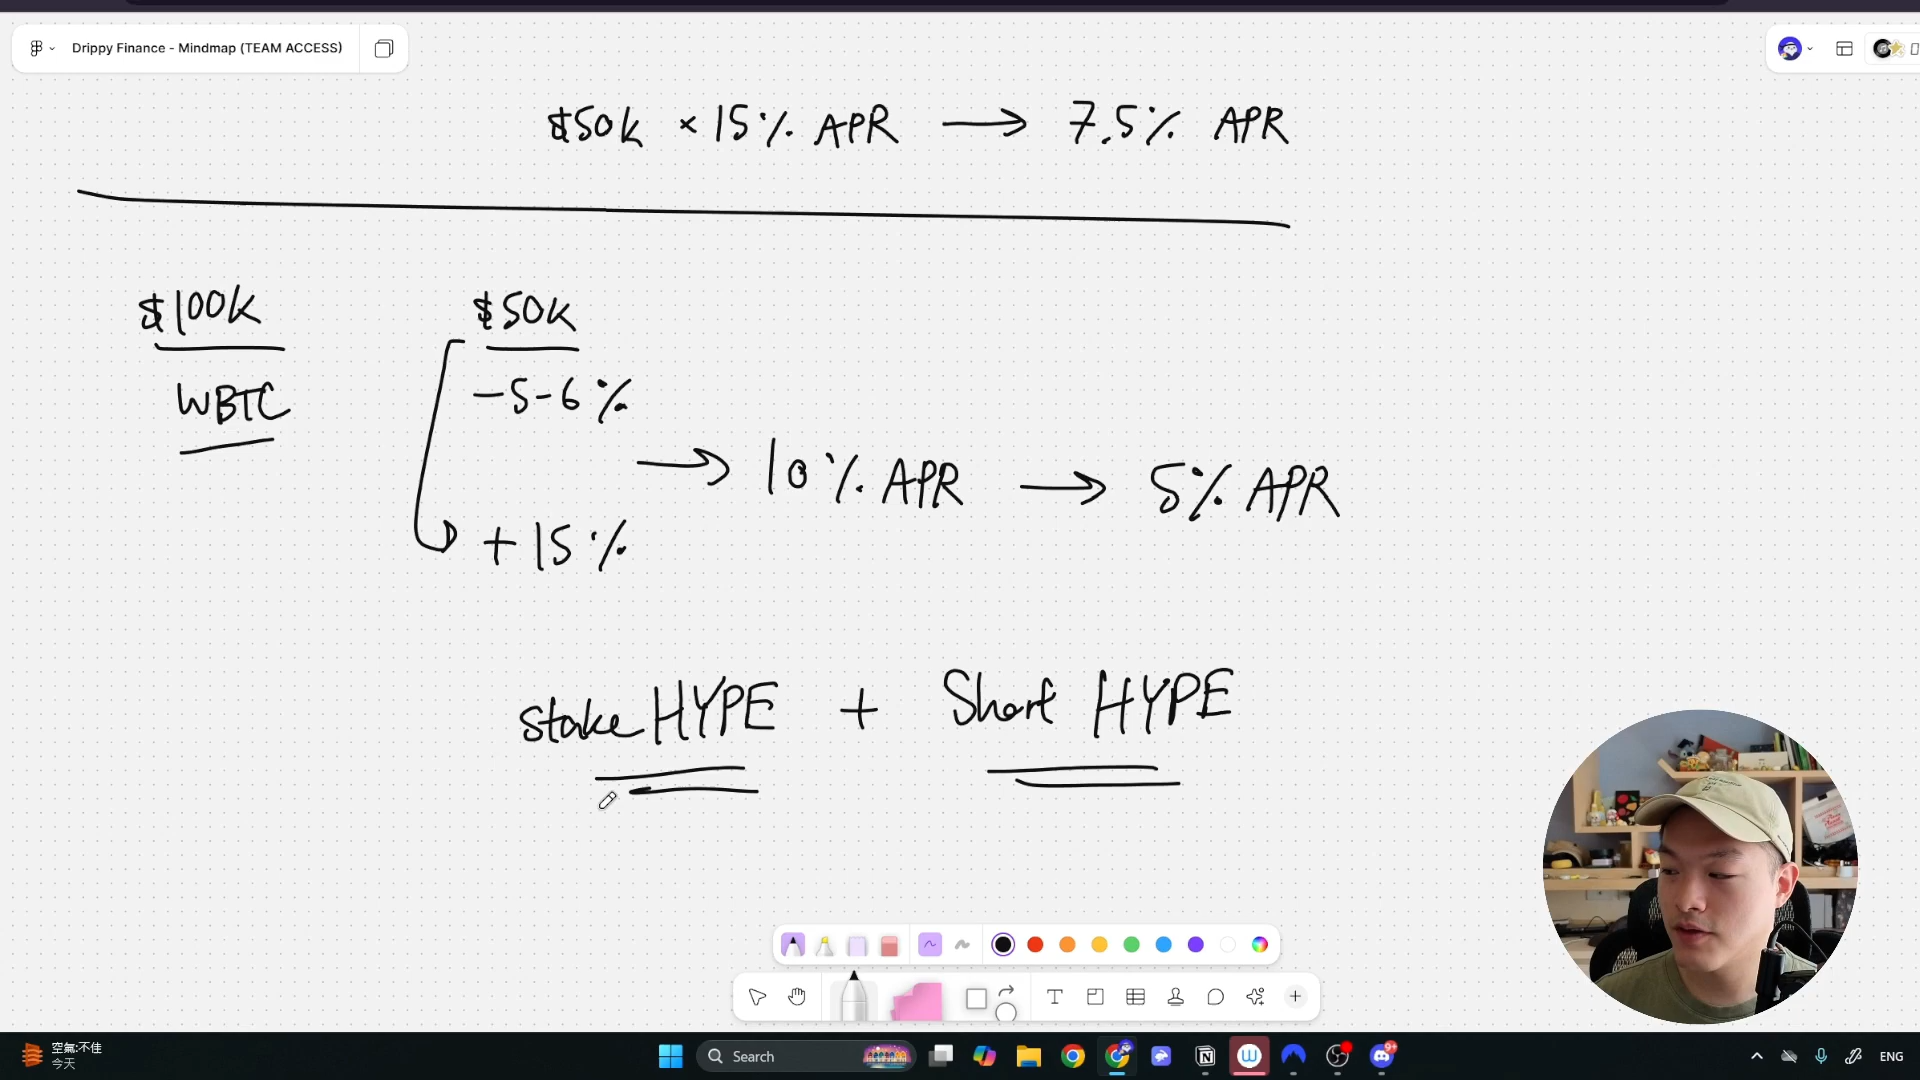 Drippy Finance - Mindmap (TEAM ACCESS)
$50k × 15% APR → 7.5% APR
$100k
$50k
WBTC
-5-6%
→ 10% APR → 5% APR
+15%
stake HYPE + Short HYPE
T
空氣:不佳
今天
Search
9+
ENG